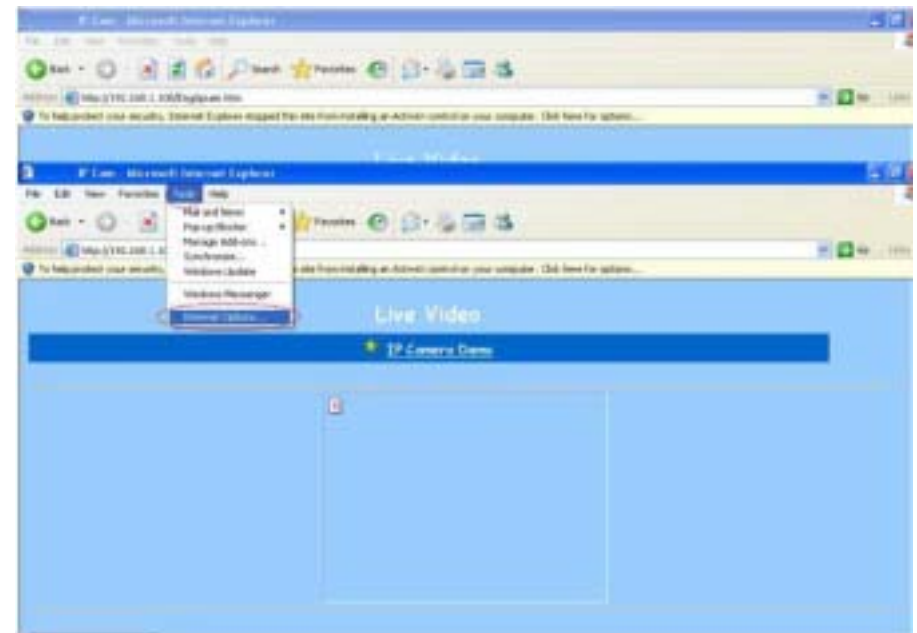 IP Cam - Microsoft Internet Explorer
File Edit View Favorites Tools Help
Back Search Favorites
Address
To help protect your security, Internet Explorer stopped this site from installing an ActiveX control on your computer. Click here for options...
Live Video
IP Cam - Microsoft Internet Explorer
File Edit View Favorites Tools Help
Back Favorites
Mail and News
Pop-up Blocker
Manage Add-ons...
Synchronize...
Windows Update
Windows Messenger
Internet Options...
Address
To help protect your security, site from installing an ActiveX control on your computer. Click here for options...
Live Video
IP Camera Demo